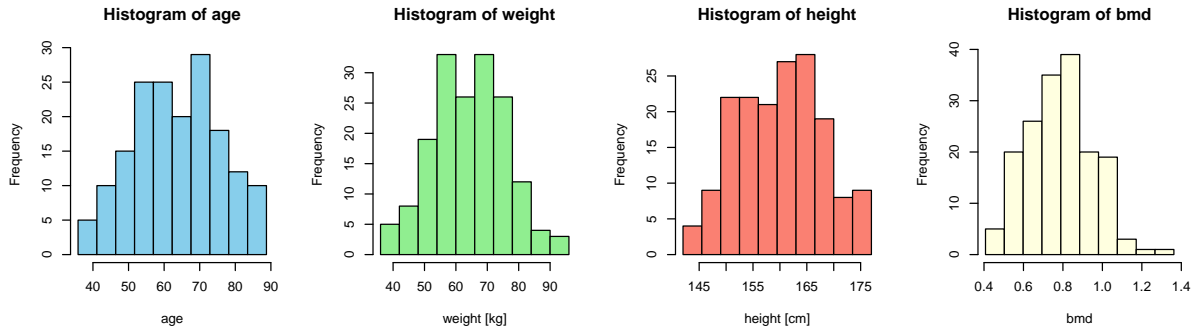 Histogram of age
Frequency
0 5 10 15 20 25 30
40 50 60 70 80 90
age
Histogram of weight
Frequency
0 5 10 15 20 25 30
40 50 60 70 80 90
weight [kg]
Histogram of height
Frequency
0 5 10 15 20 25
145 155 165 175
height [cm]
Histogram of bmd
Frequency
0 10 20 30 40
0.4 0.6 0.8 1.0 1.2 1.4
bmd